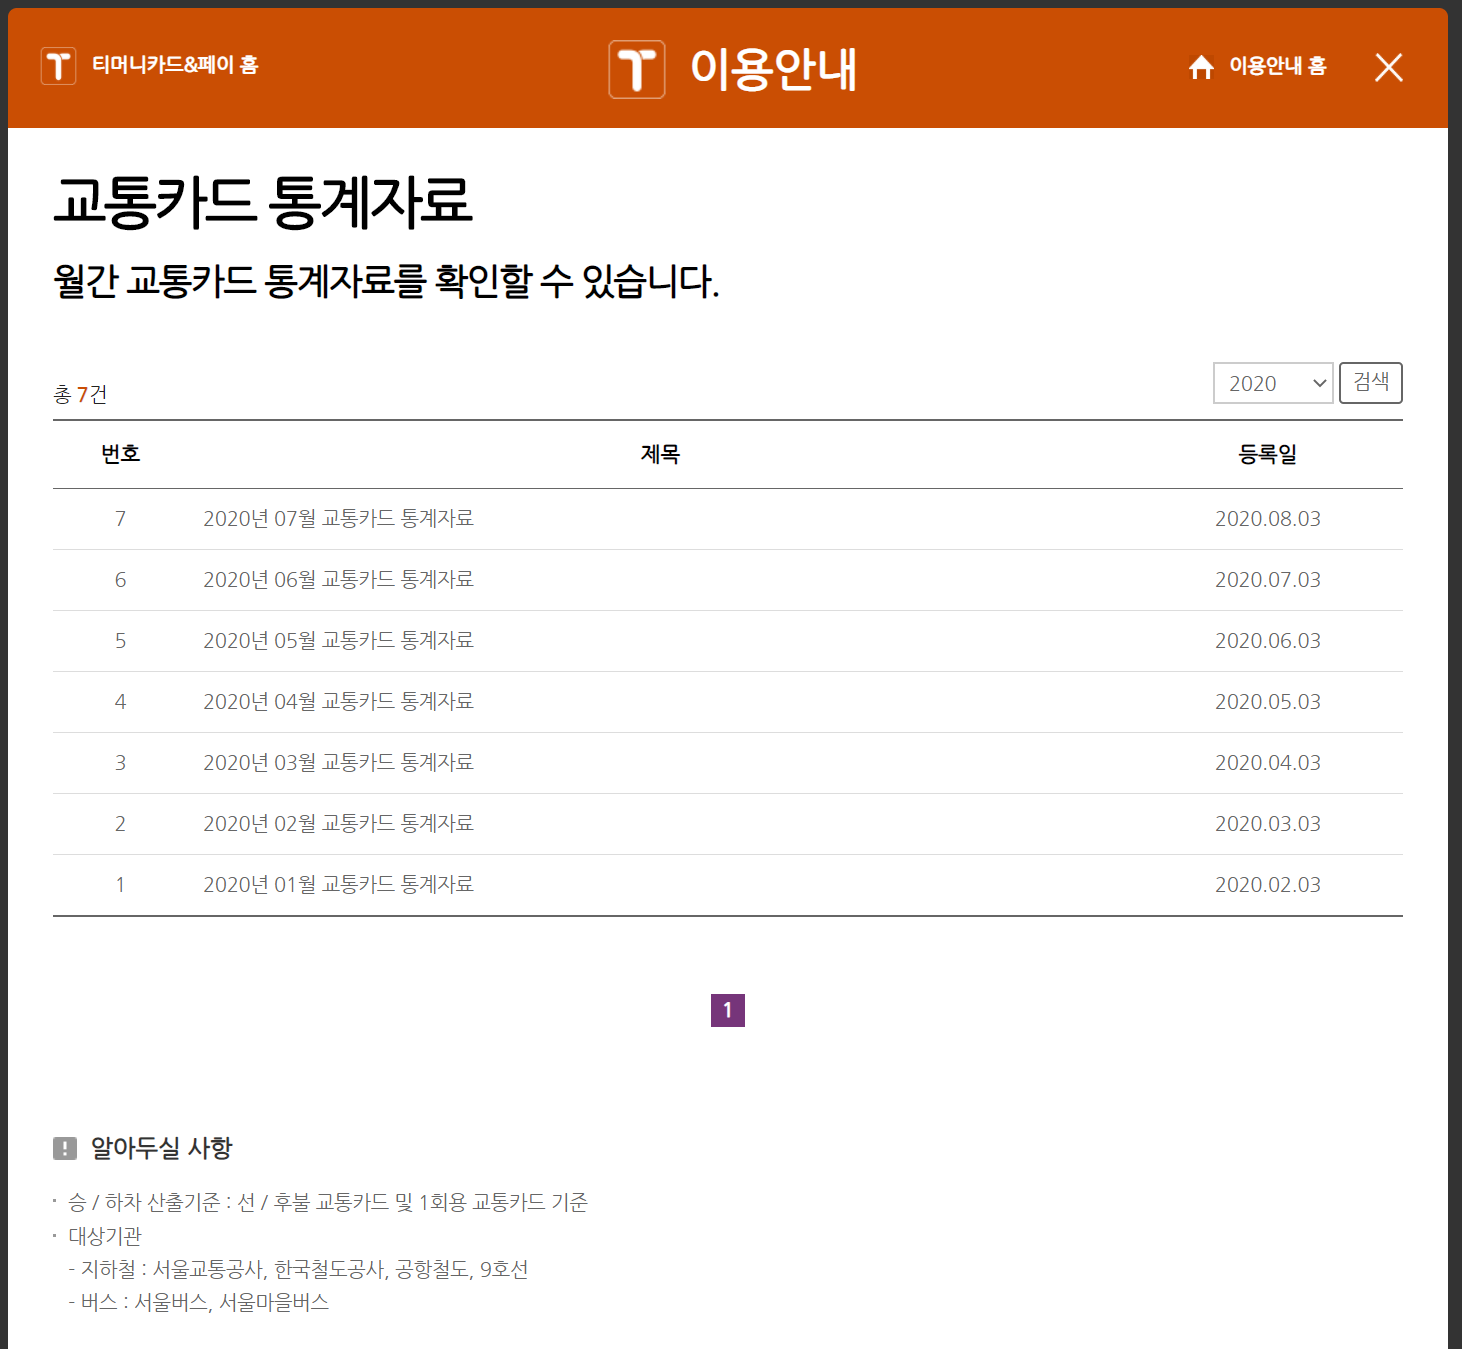 티머니카드&페이 홈
이용안내
이용안내 홈
교통카드 통계자료
월간 교통카드 통계자료를 확인할 수 있습니다.
총 7건
2020 검색
번호 제목 등록일
7 2020년 07월 교통카드 통계자료 2020.08.03
6 2020년 06월 교통카드 통계자료 2020.07.03
5 2020년 05월 교통카드 통계자료 2020.06.03
4 2020년 04월 교통카드 통계자료 2020.05.03
3 2020년 03월 교통카드 통계자료 2020.04.03
2 2020년 02월 교통카드 통계자료 2020.03.03
1 2020년 01월 교통카드 통계자료 2020.02.03
1
알아두실 사항
· 승 / 하차 산출기준 : 선 / 후불 교통카드 및 1회용 교통카드 기준
· 대상기관
- 지하철 : 서울교통공사, 한국철도공사, 공항철도, 9호선
- 버스 : 서울버스, 서울마을버스